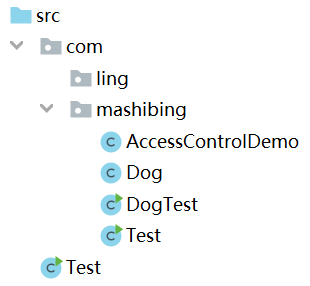 src
com
ling
mashibing
C AccessControlDemo
C Dog
C DogTest
C Test
C Test